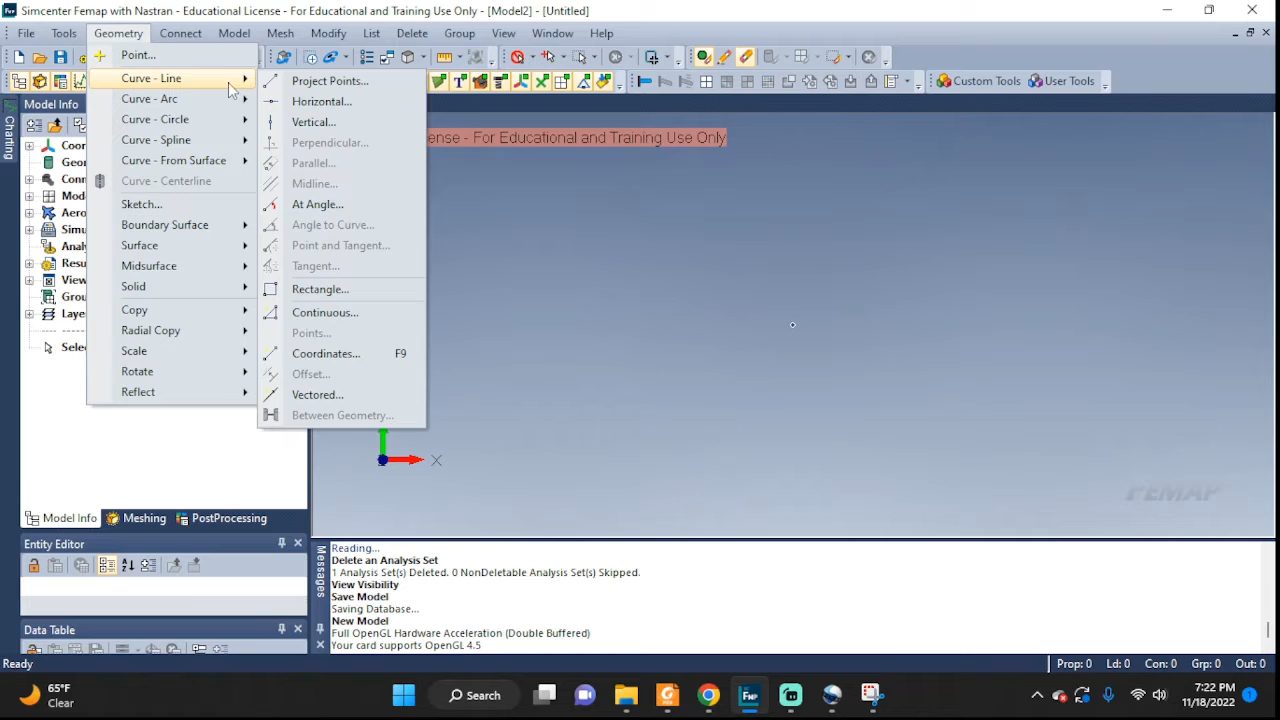 Simcenter Femap with Nastran - Educational License - For Educational and Training Use Only - [Model2] - [Untitled]
File Tools Geometry Connect Model Mesh Modify List Delete Group View Window Help
Custom Tools User Tools
Charting
Model Info
Point...
Curve - Line
Curve - Arc
Curve - Circle
Curve - Spline
Curve - From Surface
Curve - Centerline
Sketch...
Boundary Surface
Surface
Midsurface
Solid
Copy
Radial Copy
Scale
Rotate
Reflect
Project Points...
Horizontal...
Vertical...
Perpendicular...
Parallel...
Midline...
At Angle...
Angle to Curve...
Point and Tangent...
Tangent...
Rectangle...
Continuous...
Points...
Coordinates... F9
Offset...
Vectored...
Between Geometry...
ense - For Educational and Training Use Only
Coor
Geor
Conn
Mod
Aero
Simu
Analy
Resu
View
Grou
Laye
Selec
X
FEMAP
Model Info Meshing PostProcessing
Entity Editor
Data Table
Messages
Reading...
Delete an Analysis Set
1 Analysis Set(s) Deleted. 0 NonDeletable Analysis Set(s) Skipped.
View Visibility
Save Model
Saving Database...
New Model
Full OpenGL Hardware Acceleration (Double Buffered)
Your card supports OpenGL 4.5
Ready Prop: 0 Ld: 0 Con: 0 Grp: 0 Out: 0
65°F
Clear
Search
FMP
7:22 PM
11/18/2022
1